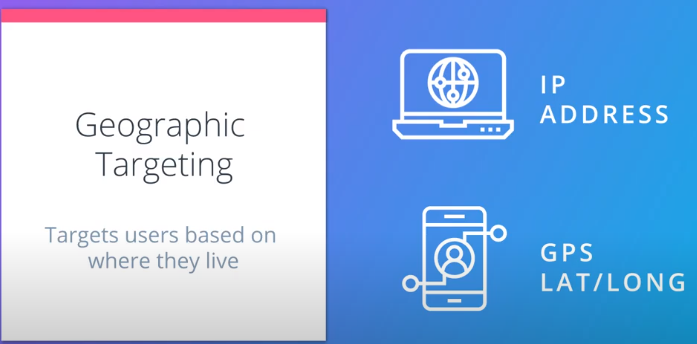 Geographic
Targeting
Targets users based on
where they live
IP
ADDRESS
GPS
LAT/LONG